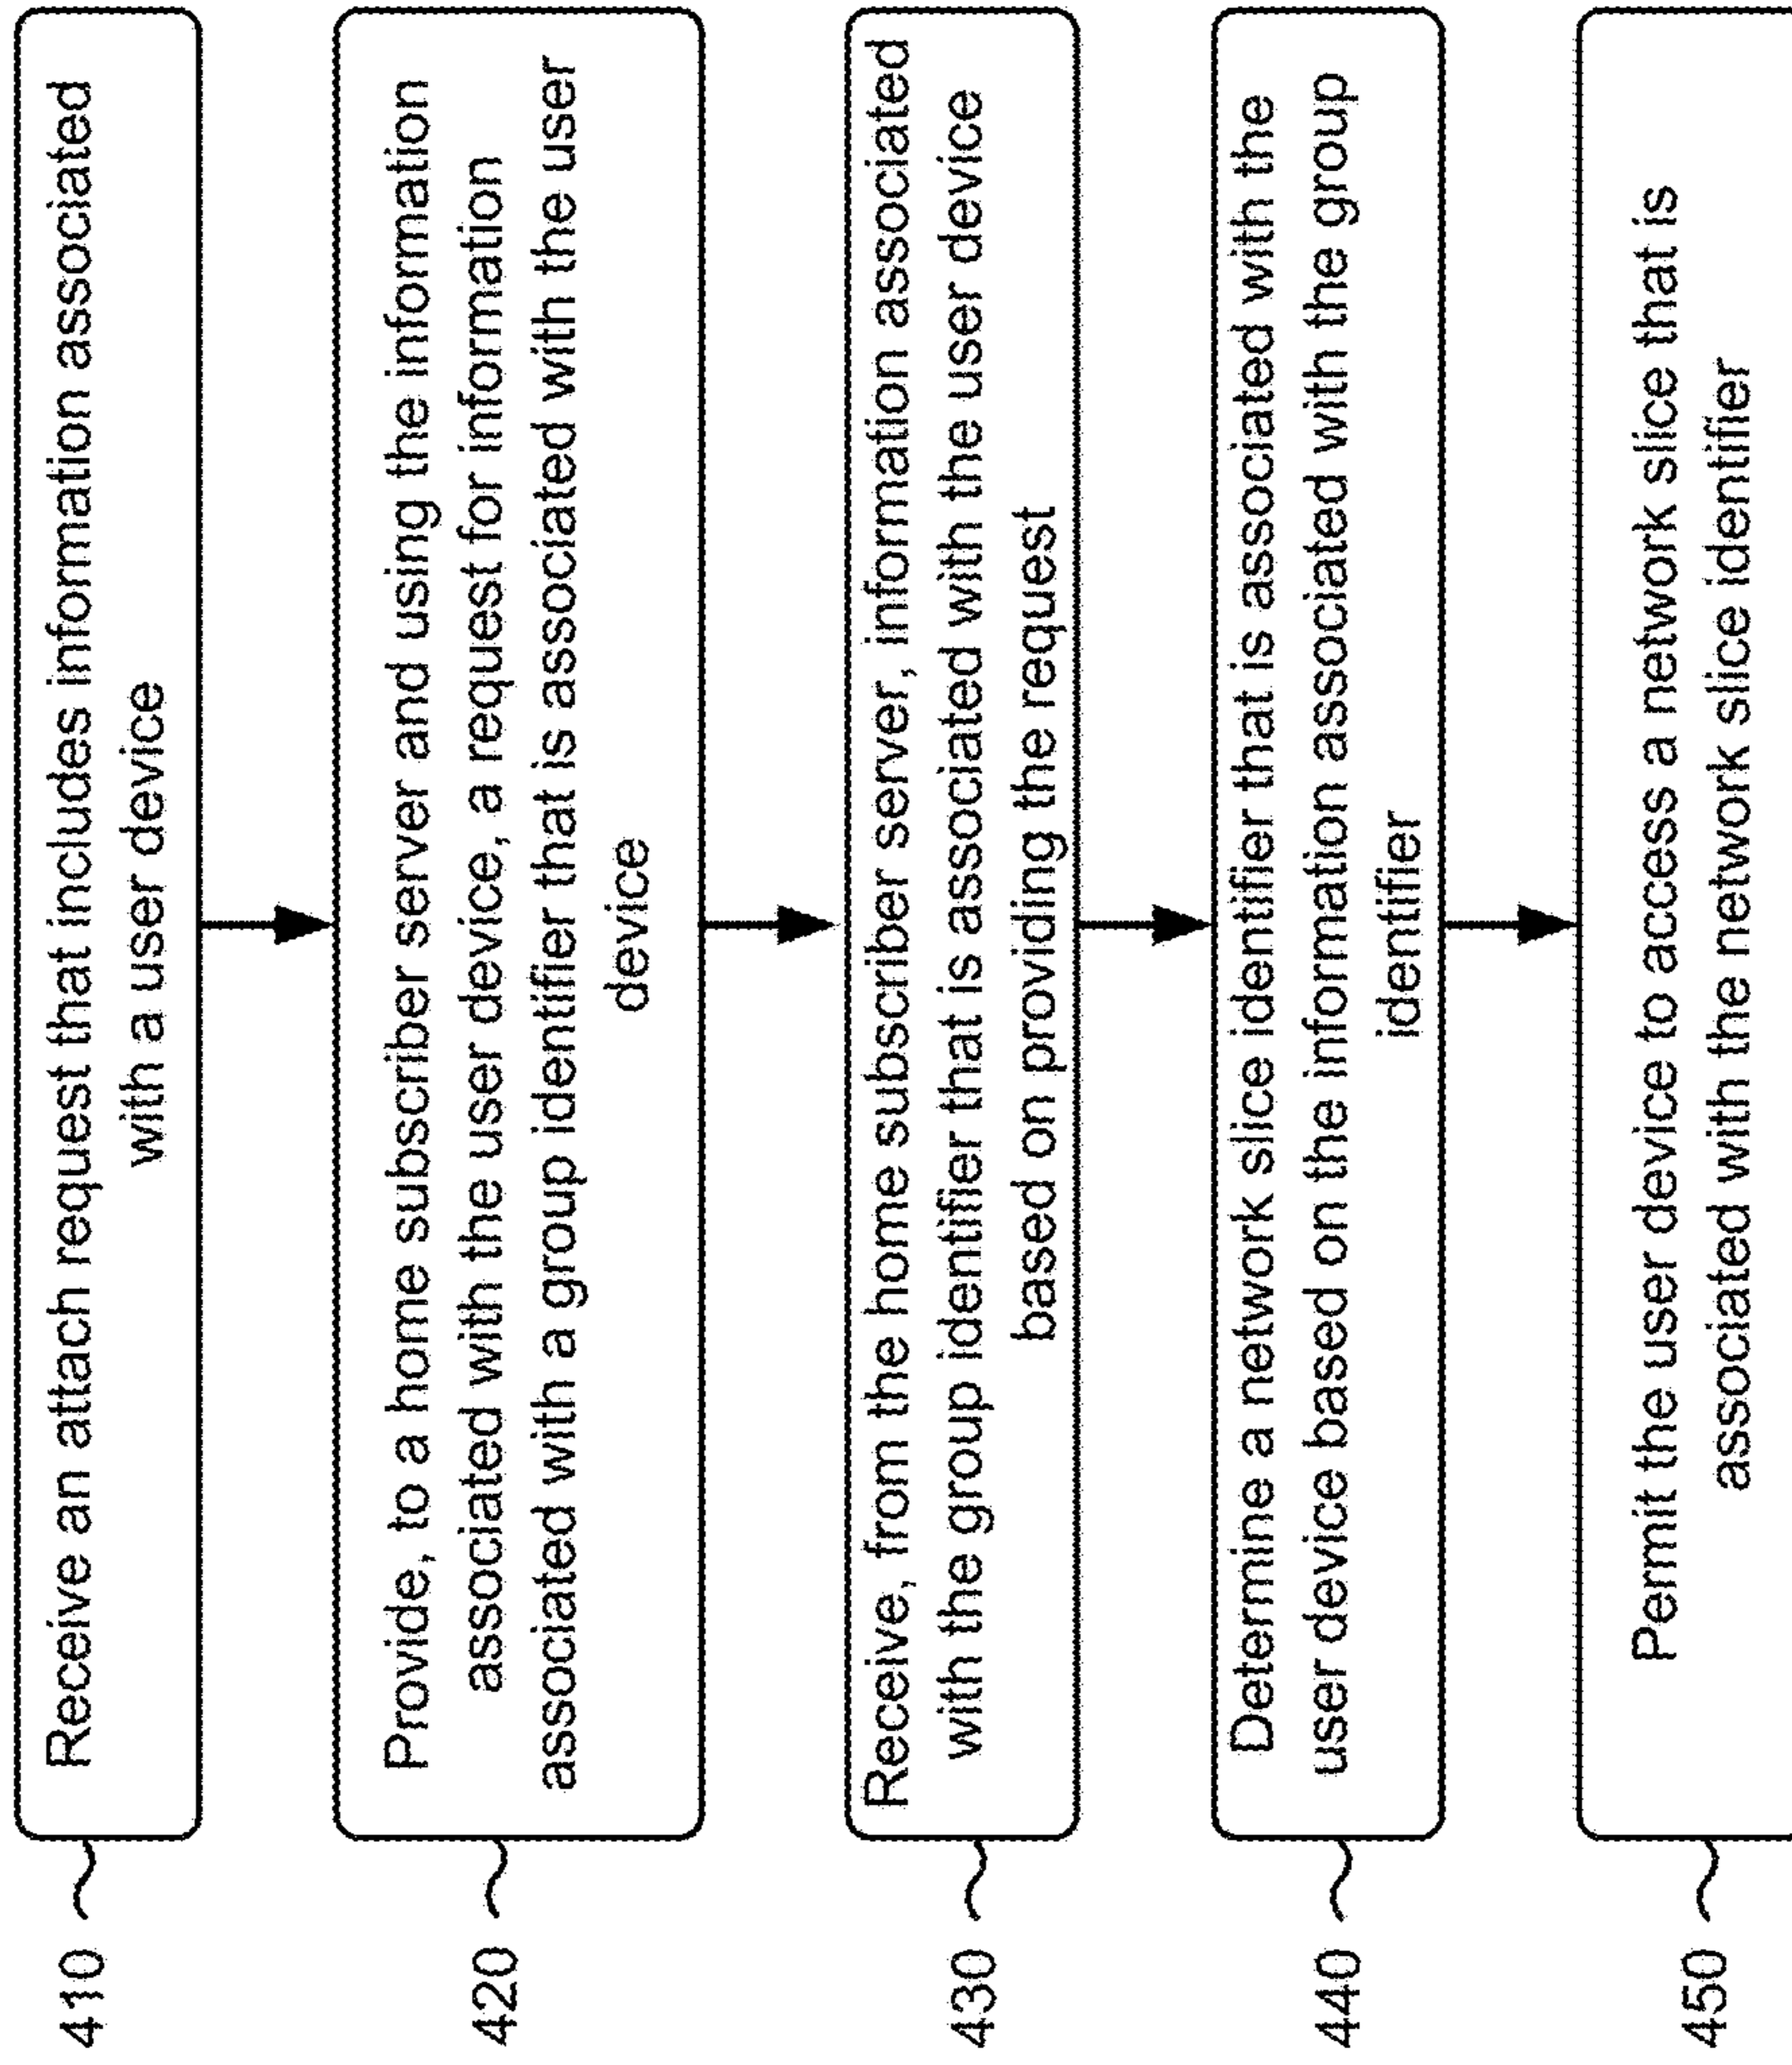 410
Receive an attach request that includes information associated
with a user device
420
Provide, to a home subscriber server and using the information
associated with the user device, a request for information
associated with a group identifier that is associated with the user
device
430
Receive, from the home subscriber server, information associated
with the group identifier that is associated with the user device
based on providing the request
440
Determine a network slice identifier that is associated with the
user device based on the information associated with the group
identifier
450
Permit the user device to access a network slice that is
associated with the network slice identifier